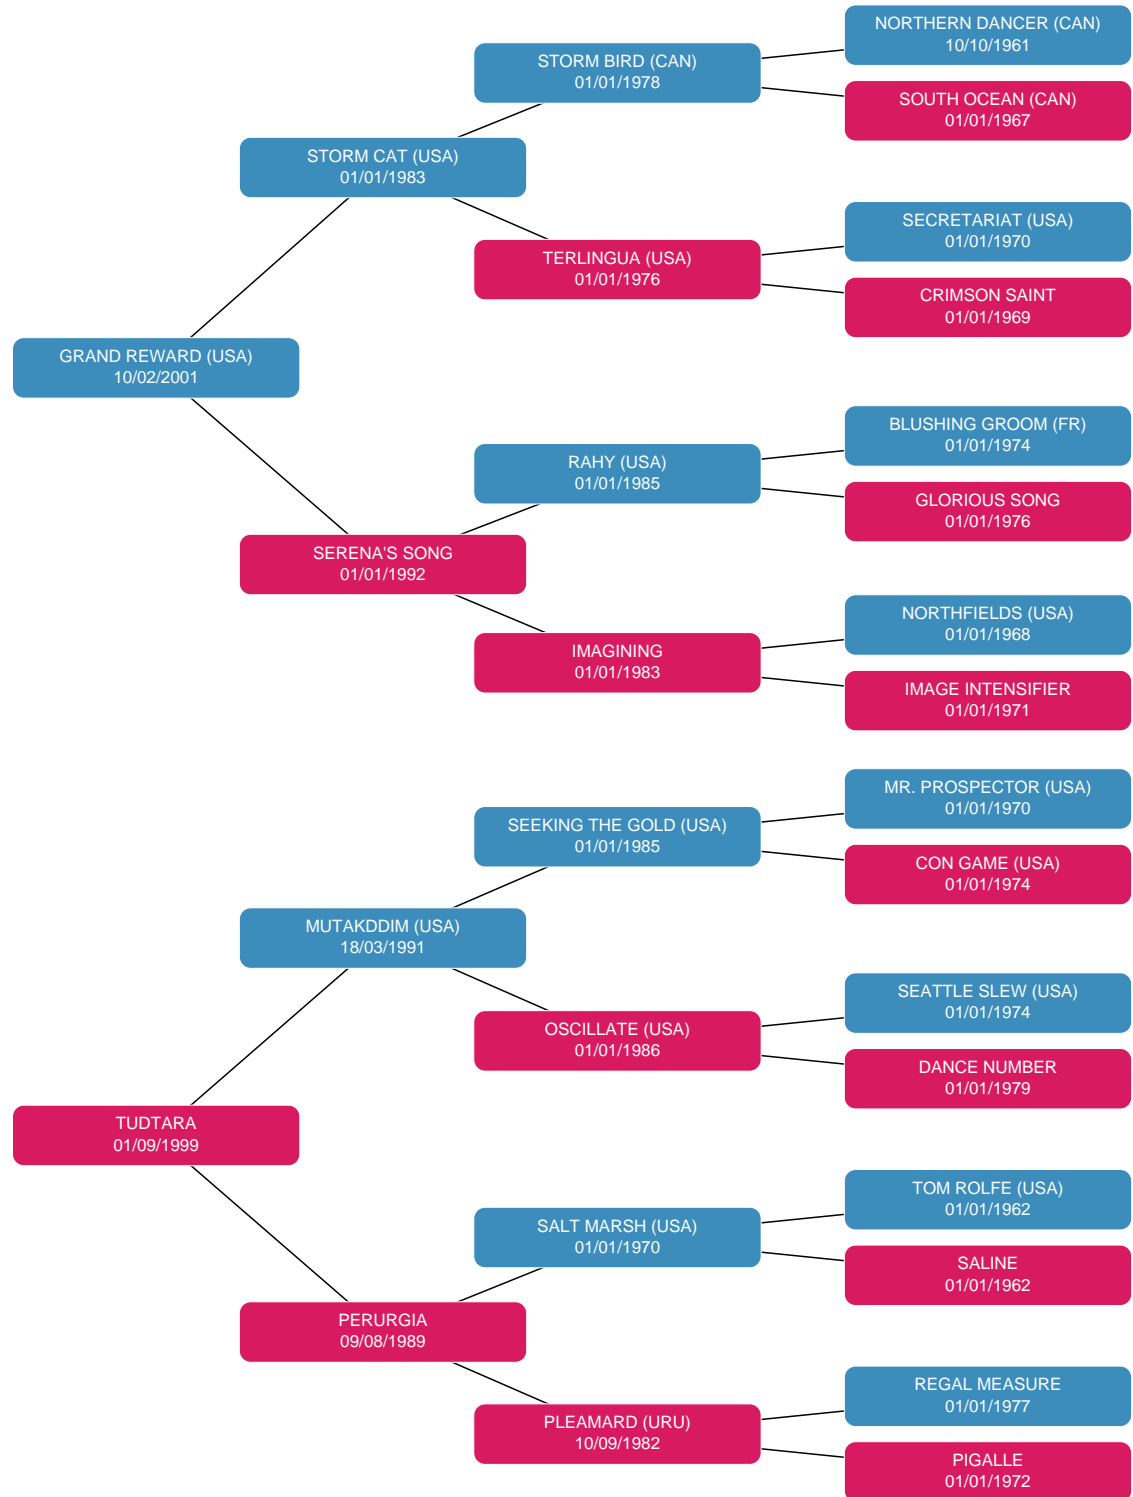 NORTHERN DANCER (CAN)
10/10/1961
STORM BIRD (CAN)
01/01/1978
SOUTH OCEAN (CAN)
01/01/1967
STORM CAT (USA)
01/01/1983
SECRETARIAT (USA)
01/01/1970
TERLINGUA (USA)
01/01/1976
CRIMSON SAINT
01/01/1969
GRAND REWARD (USA)
10/02/2001
BLUSHING GROOM (FR)
01/01/1974
RAHY (USA)
01/01/1985
GLORIOUS SONG
01/01/1976
SERENA'S SONG
01/01/1992
NORTHFIELDS (USA)
01/01/1968
IMAGINING
01/01/1983
IMAGE INTENSIFIER
01/01/1971
MR. PROSPECTOR (USA)
01/01/1970
SEEKING THE GOLD (USA)
01/01/1985
CON GAME (USA)
01/01/1974
MUTAKDDIM (USA)
18/03/1991
SEATTLE SLEW (USA)
01/01/1974
OSCILLATE (USA)
01/01/1986
DANCE NUMBER
01/01/1979
TUDTARA
01/09/1999
TOM ROLFE (USA)
01/01/1962
SALT MARSH (USA)
01/01/1970
SALINE
01/01/1962
PERURGIA
09/08/1989
REGAL MEASURE
01/01/1977
PLEAMARD (URU)
10/09/1982
PIGALLE
01/01/1972